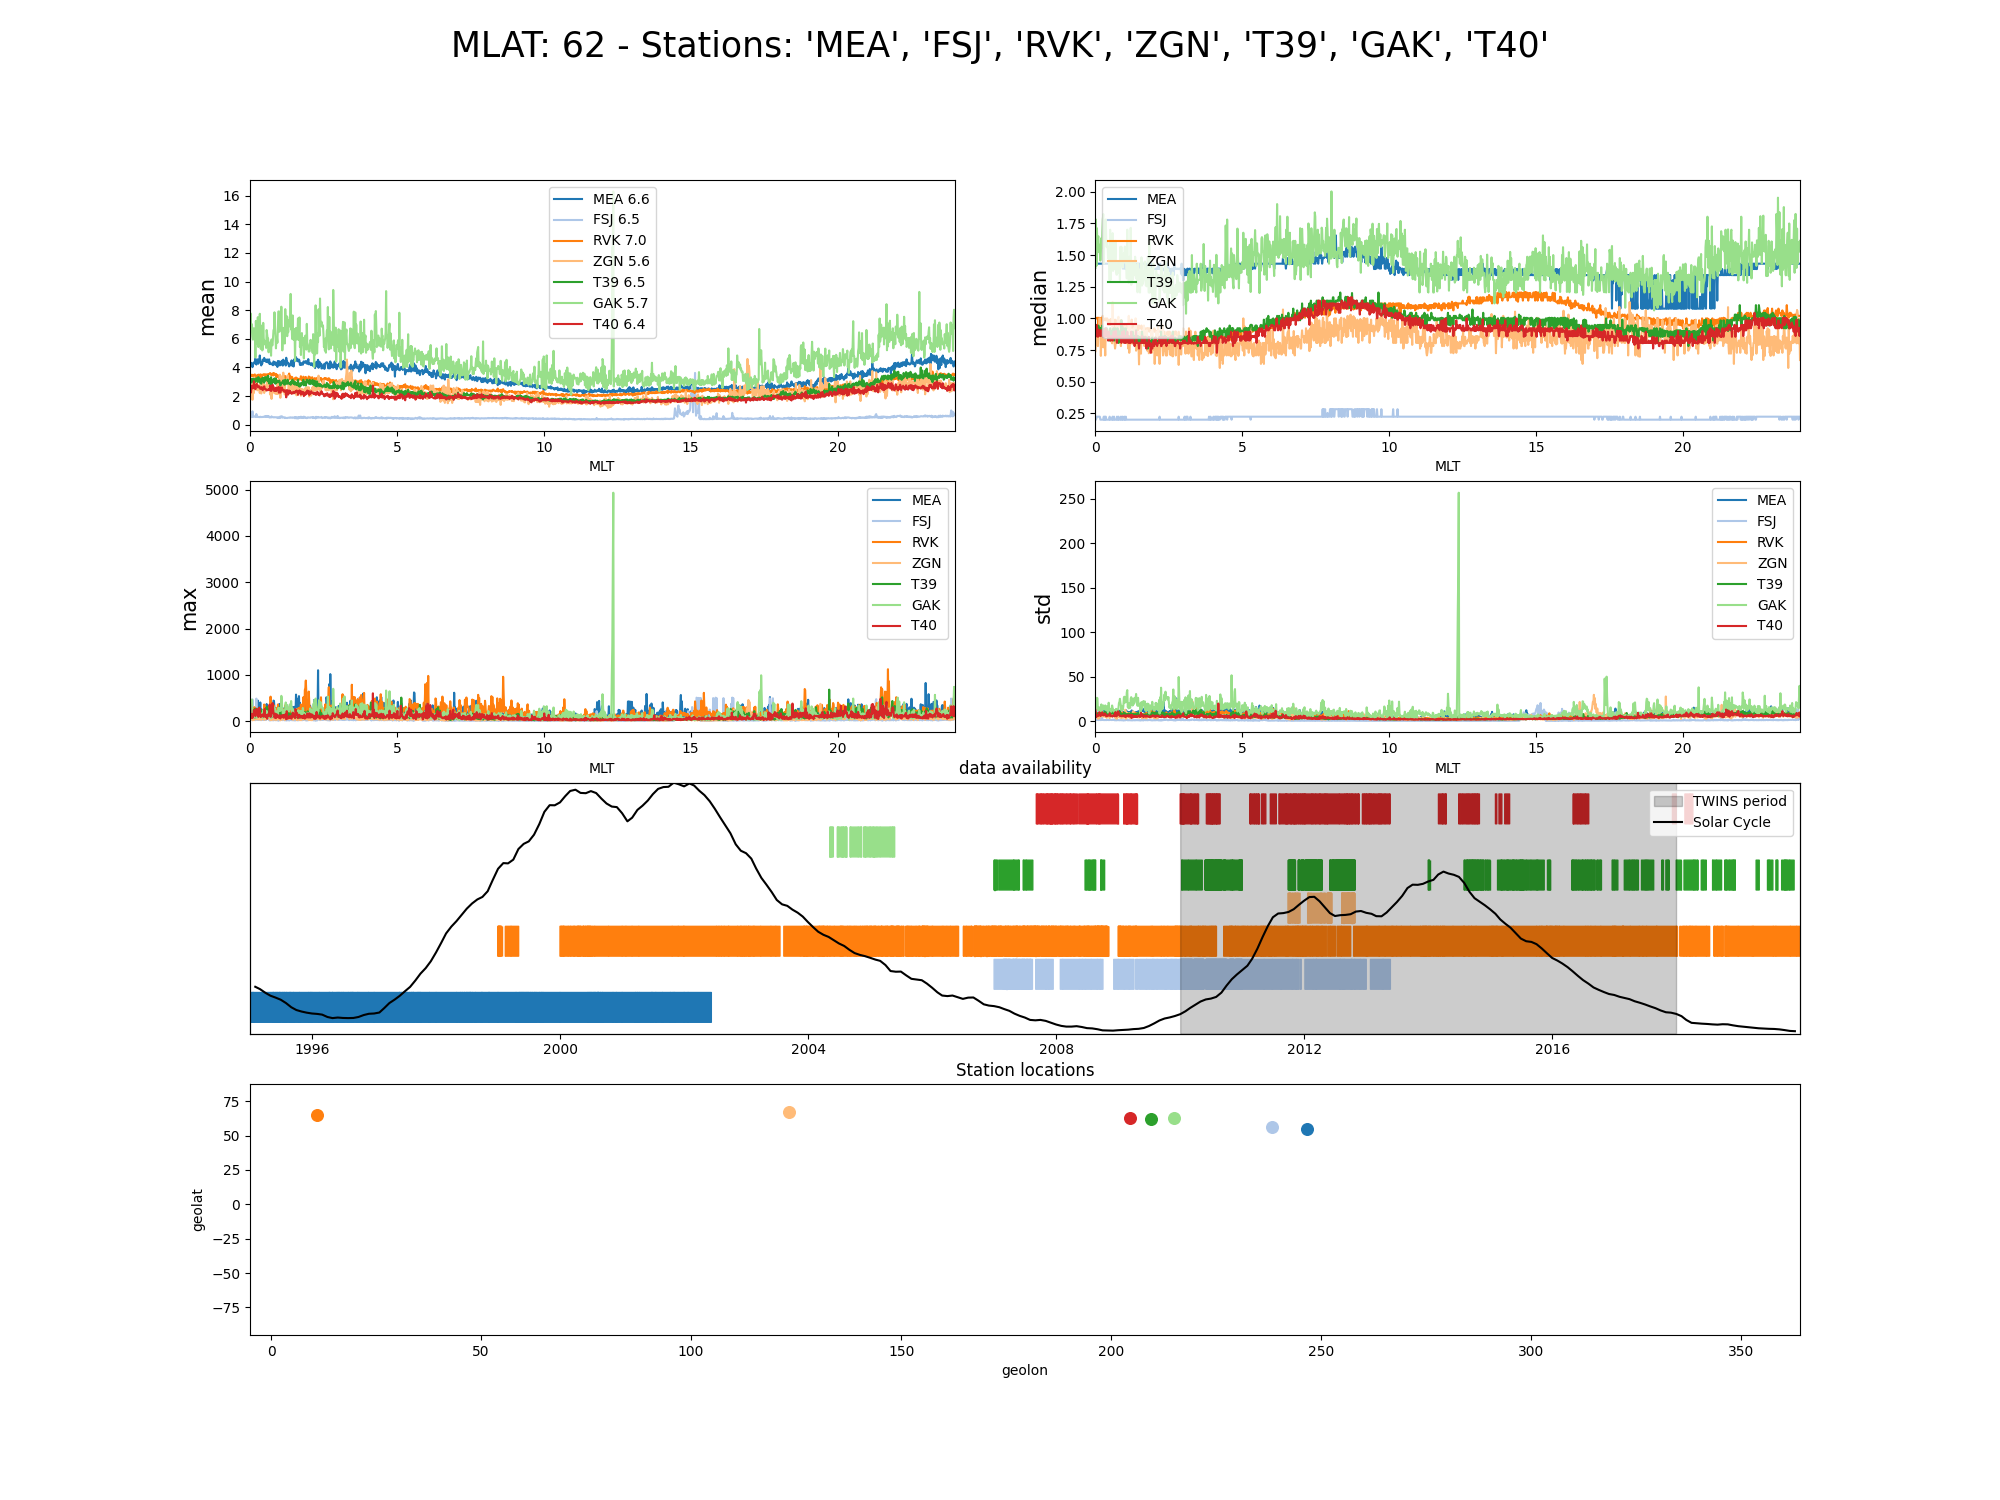 MLAT: 62 - Stations: 'MEA', 'FSJ', 'RVK', 'ZGN', 'T39', 'GAK', 'T40'
mean
16
14
12
10
8
6
4
2
0
MEA 6.6
FSJ 6.5
RVK 7.0
ZGN 5.6
T39 6.5
GAK 5.7
T40 6.4
0 5 10 15 20
MLT
median
2.00
1.75
1.50
1.25
1.00
0.75
0.50
0.25
MEA
FSJ
RVK
ZGN
T39
GAK
T40
0 5 10 15 20
MLT
max
5000
4000
3000
2000
1000
0
MEA
FSJ
RVK
ZGN
T39
GAK
T40
0 5 10 15 20
MLT
std
250
200
150
100
50
0
MEA
FSJ
RVK
ZGN
T39
GAK
T40
0 5 10 15 20
MLT
data availability
TWINS period
Solar Cycle
1996 2000 2004 2008 2012 2016
Station locations
geolat
75
50
25
0
−25
−50
−75
0 50 100 150 200 250 300 350
geolon